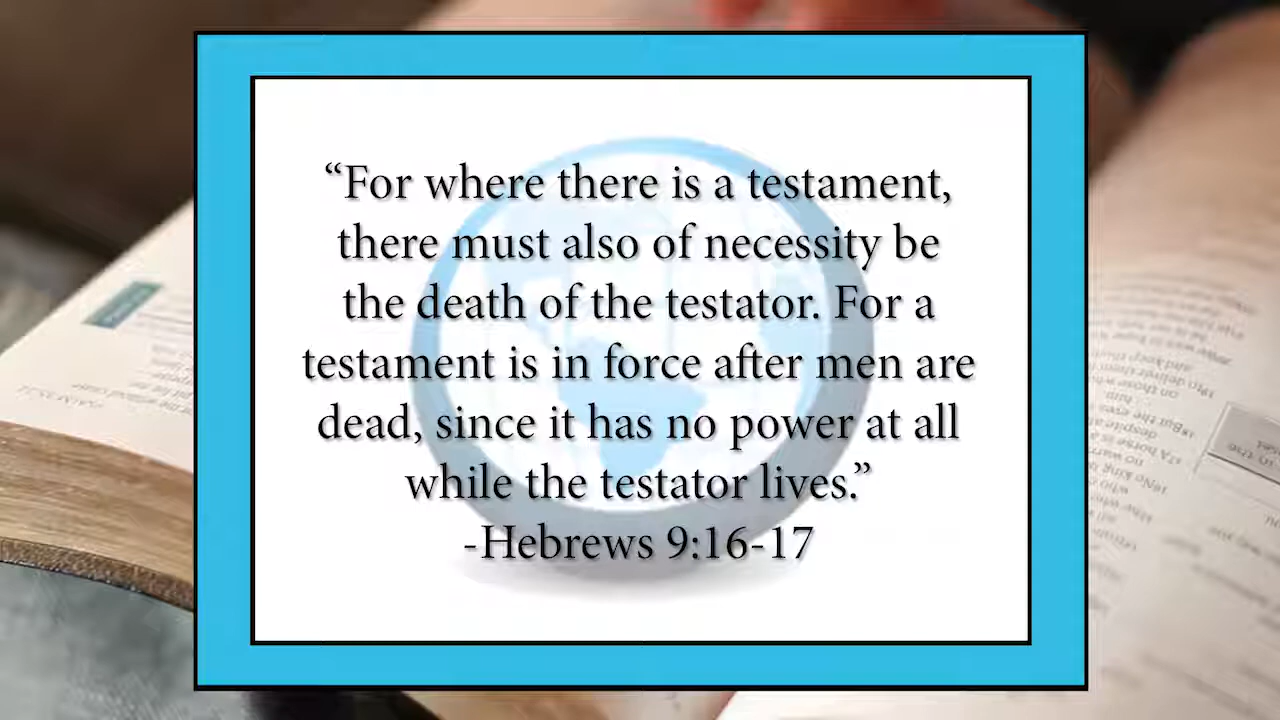 “For where there is a testament,
there must also of necessity be
the death of the testator. For a
testament is in force after men are
dead, since it has no power at all
while the testator lives.”
-Hebrews 9:16-17